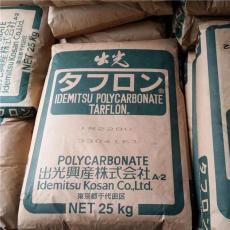 出光
タフロン®
IDEMITSU POLYCARBONATE
TARFLON.
POLYCARBONATE
出光興産株式会社 A-2
Idemitsu Kosan Co.,Ltd.
東京都千代田区
NET 25 kg